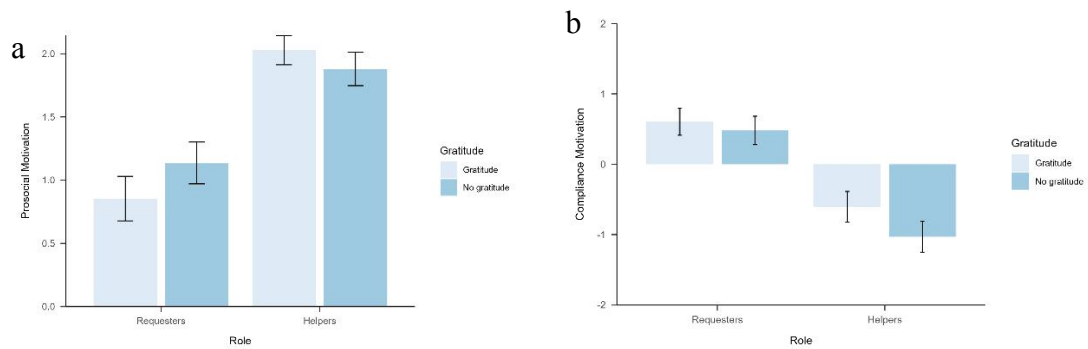 a
2.0
1.5
1.0
0.5
0.0
Prosocial Motivation
Requesters Helpers
Role
Gratitude
Gratitude
No gratitude
b
2
1
0
-1
-2
Compliance Motivation
Requesters Helpers
Role
Gratitude
Gratitude
No gratitude